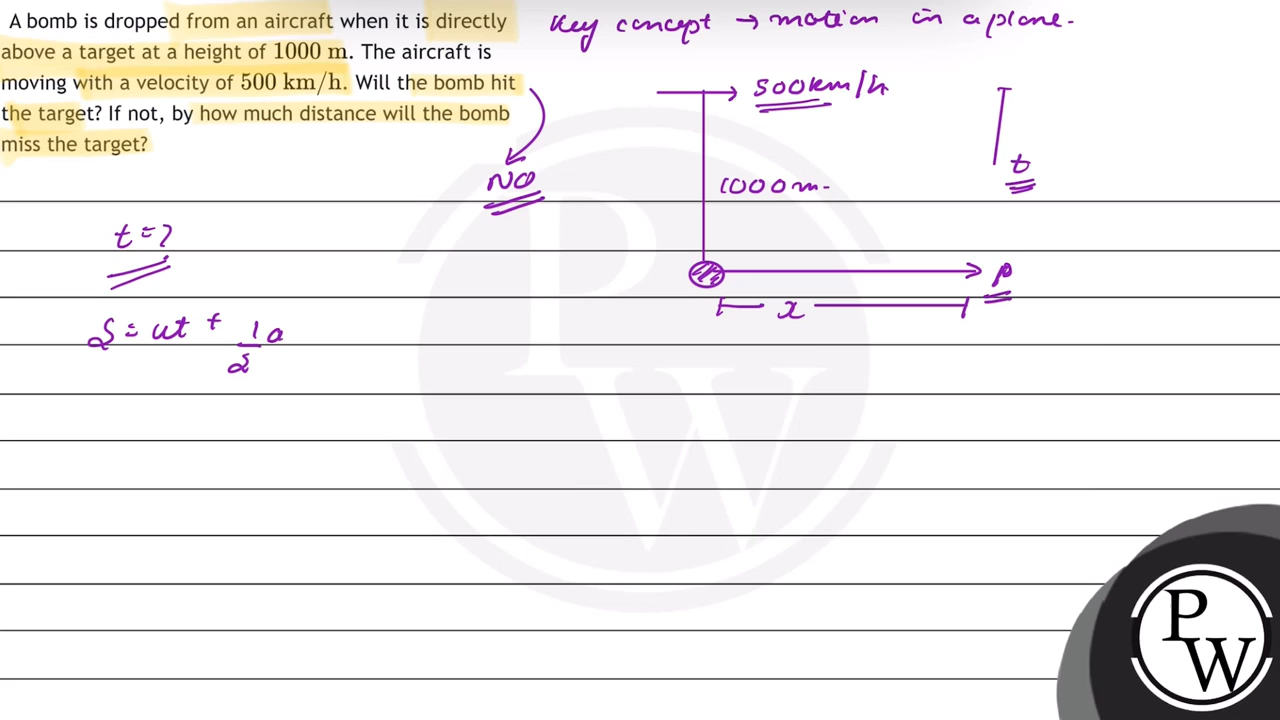 A bomb is dropped from an aircraft when it is directly
above a target at a height of 1000 m. The aircraft is
moving with a velocity of 500 km/h. Will the bomb hit
the target? If not, by how much distance will the bomb
miss the target?
Key concept → motion in a plane.
500km/h
NO
1000m.
t
t=?
P
x
S = ut + 1/2 a
PW
PW